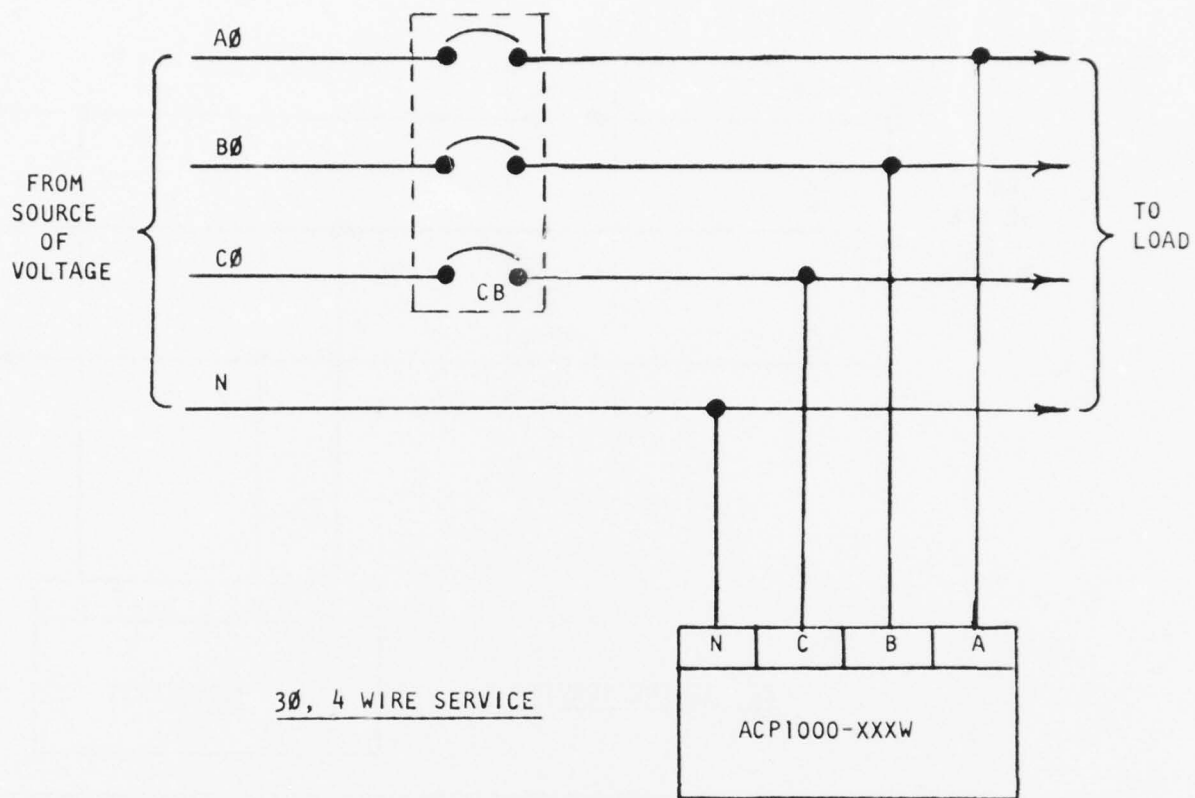 AØ
BØ
FROM
SOURCE
OF
VOLTAGE
CØ
CB
TO
LOAD
N
N C B A
3Ø, 4 WIRE SERVICE
ACP1000-XXXW